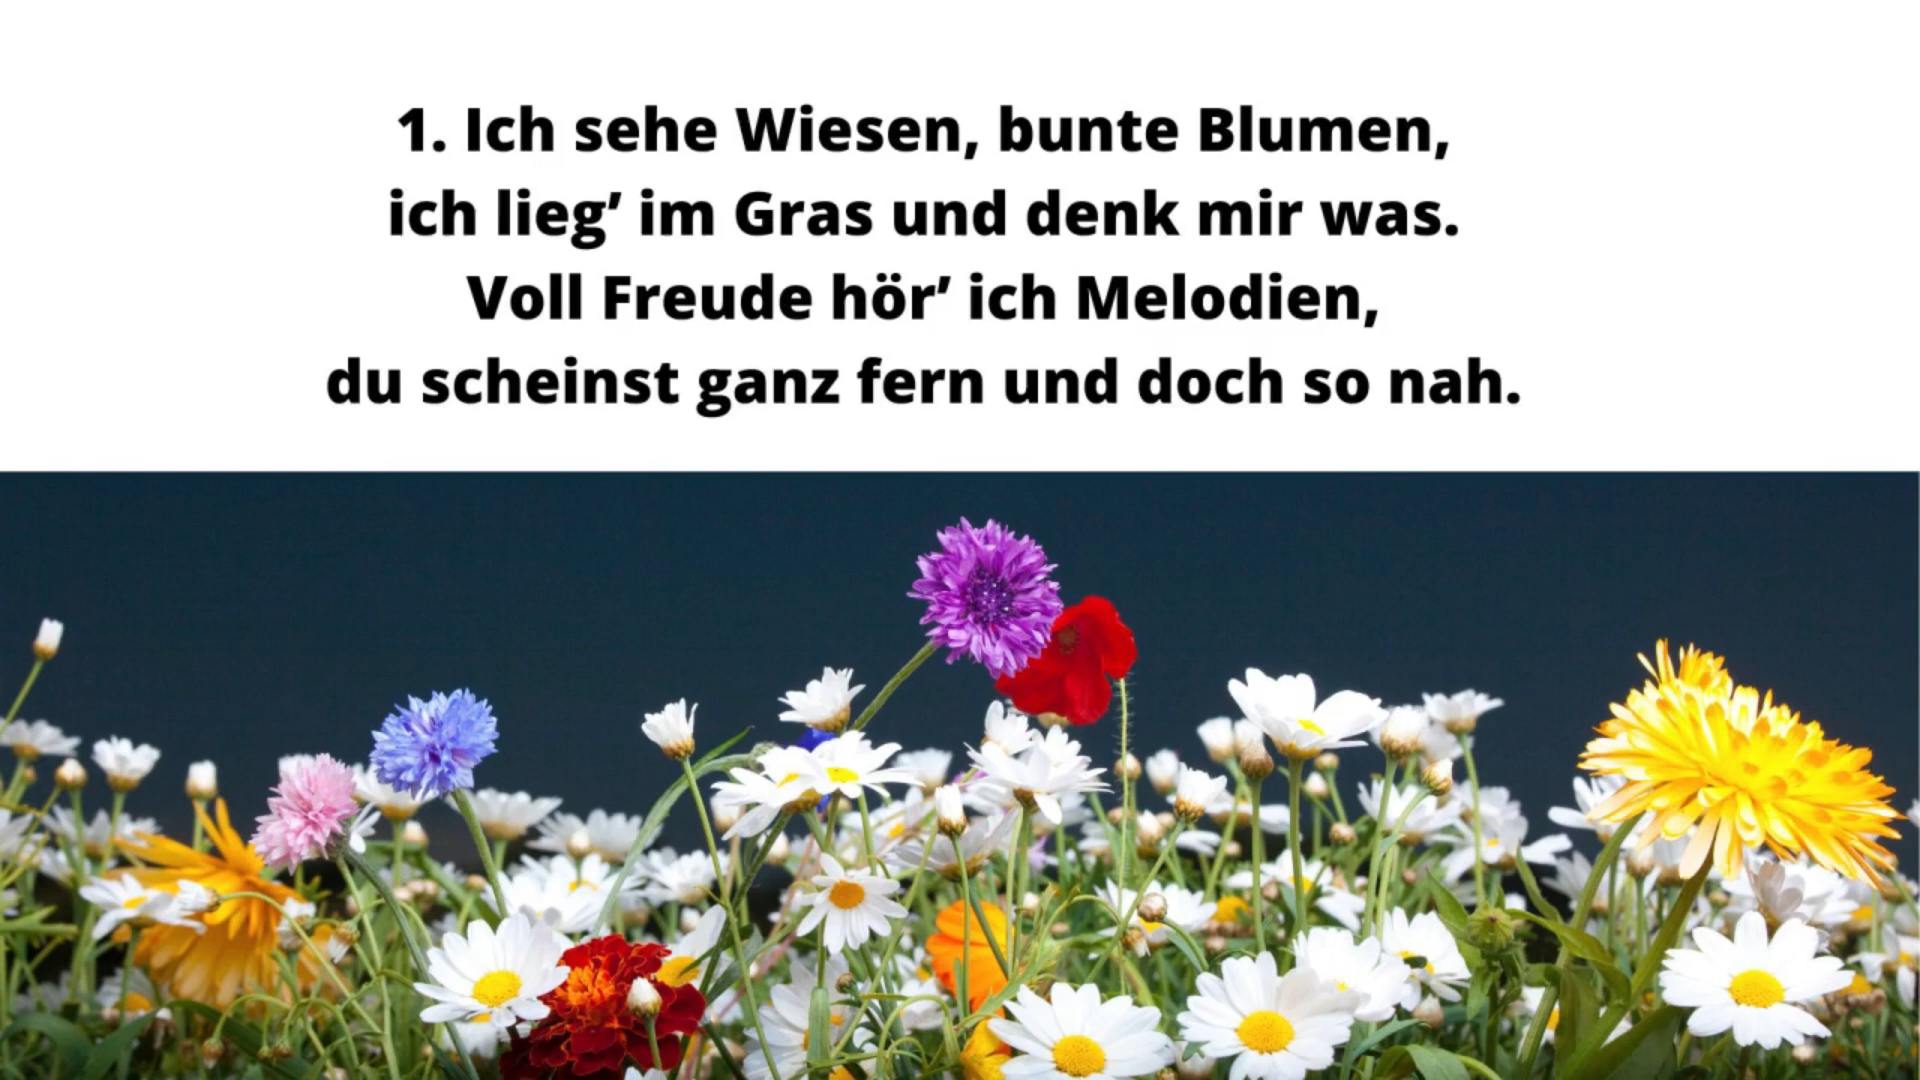 1. Ich sehe Wiesen, bunte Blumen,
ich lieg’ im Gras und denk mir was.
Voll Freude hör’ ich Melodien,
du scheinst ganz fern und doch so nah.